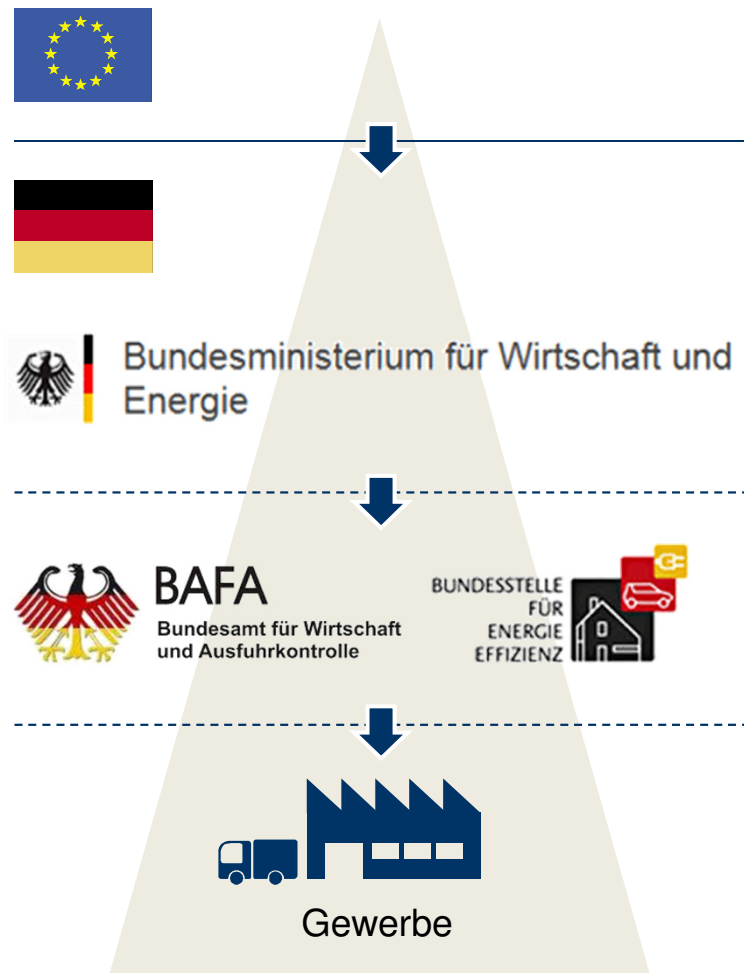 Bundesministerium für Wirtschaft und
Energie
BAFA
Bundesamt für Wirtschaft
und Ausfuhrkontrolle
BUNDESSTELLE
FÜR
ENERGIE
EFFIZIENZ
Gewerbe